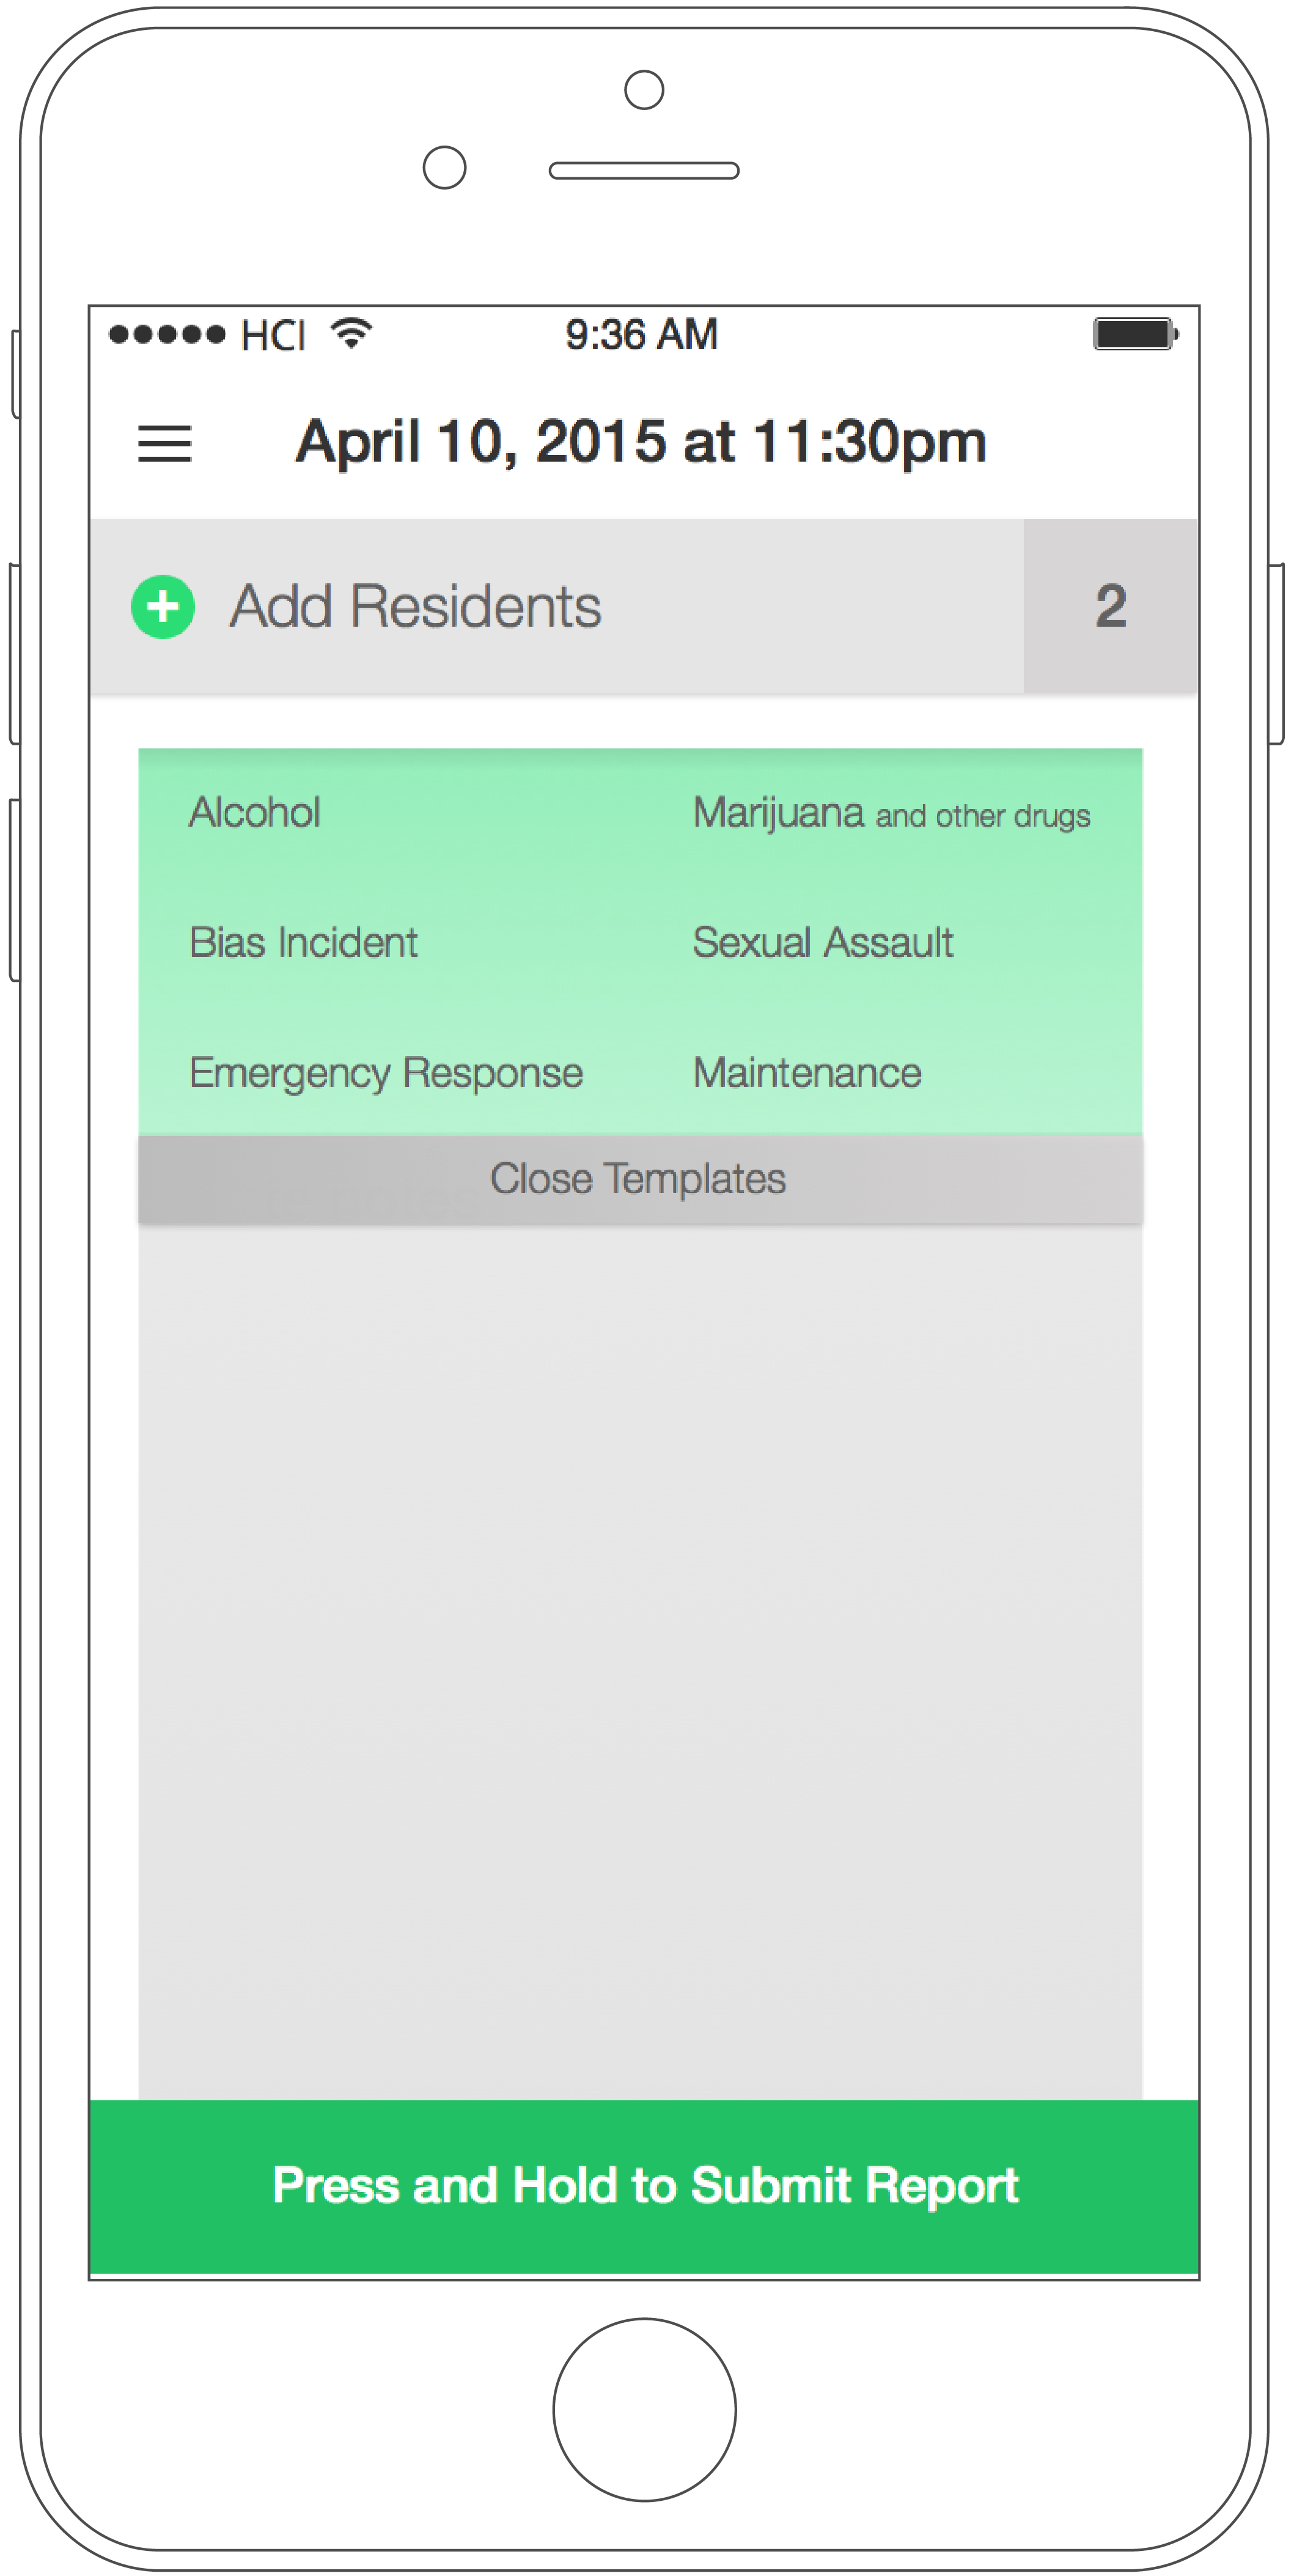 HCI 9:36 AM
April 10, 2015 at 11:30pm
Add Residents 2
Alcohol Marijuana and other drugs
Bias Incident Sexual Assault
Emergency Response Maintenance
Close Templates
Press and Hold to Submit Report